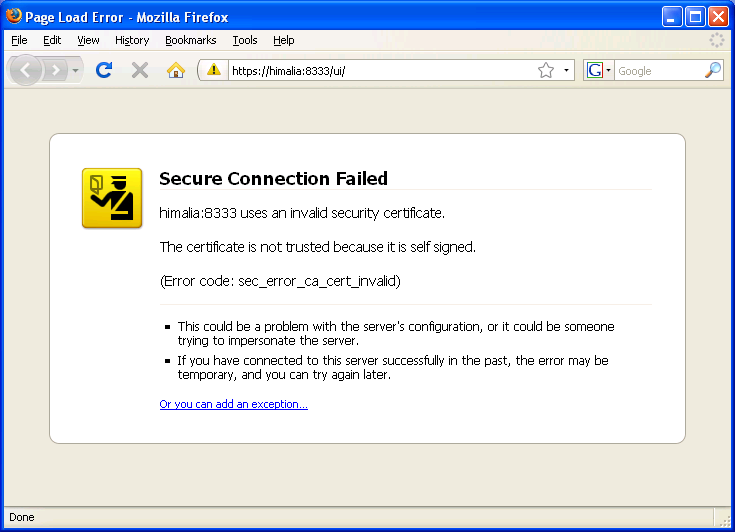 Page Load Error - Mozilla Firefox
File Edit View History Bookmarks Tools Help
https://himalia:8333/ui/ G Google
Secure Connection Failed
himalia:8333 uses an invalid security certificate.
The certificate is not trusted because it is self signed.
(Error code: sec_error_ca_cert_invalid)
This could be a problem with the server's configuration, or it could be someone
trying to impersonate the server.
If you have connected to this server successfully in the past, the error may be
temporary, and you can try again later.
Or you can add an exception...
Done